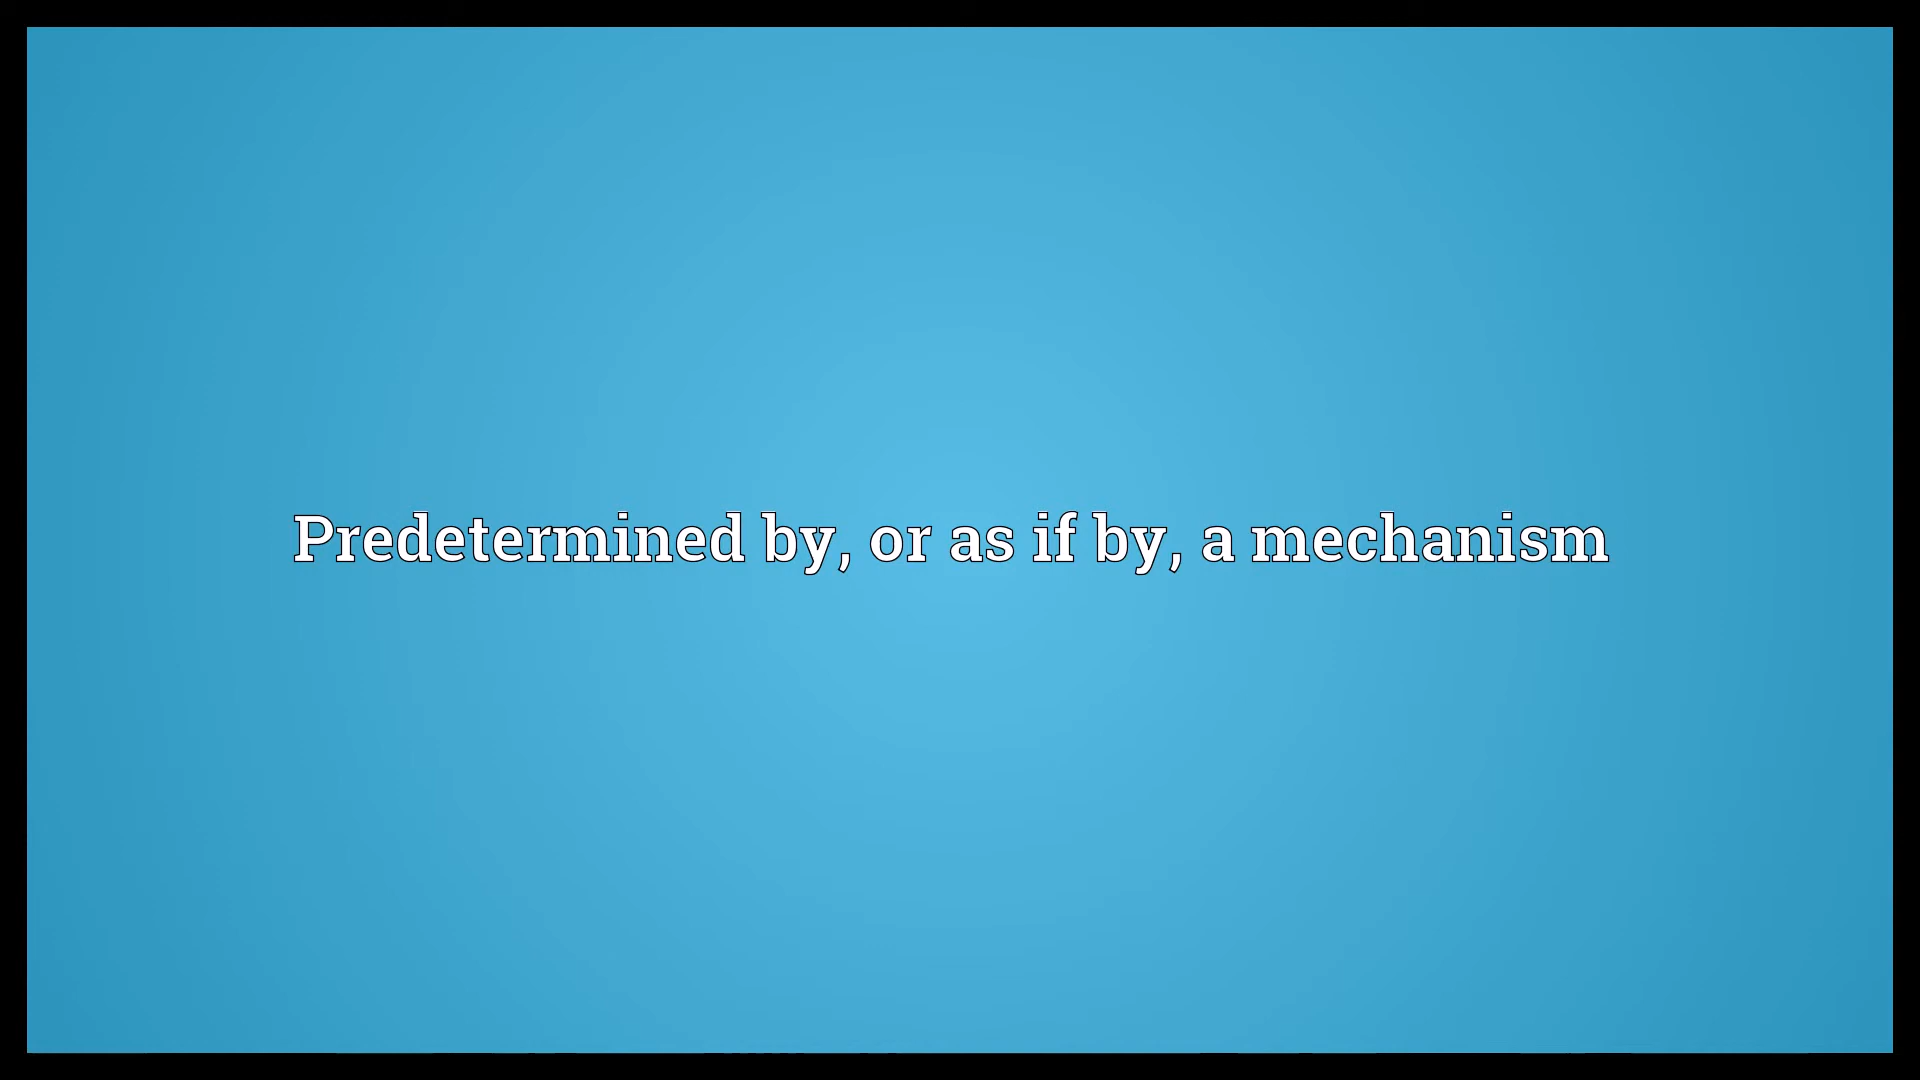 Predetermined by, or as if by, a mechanism